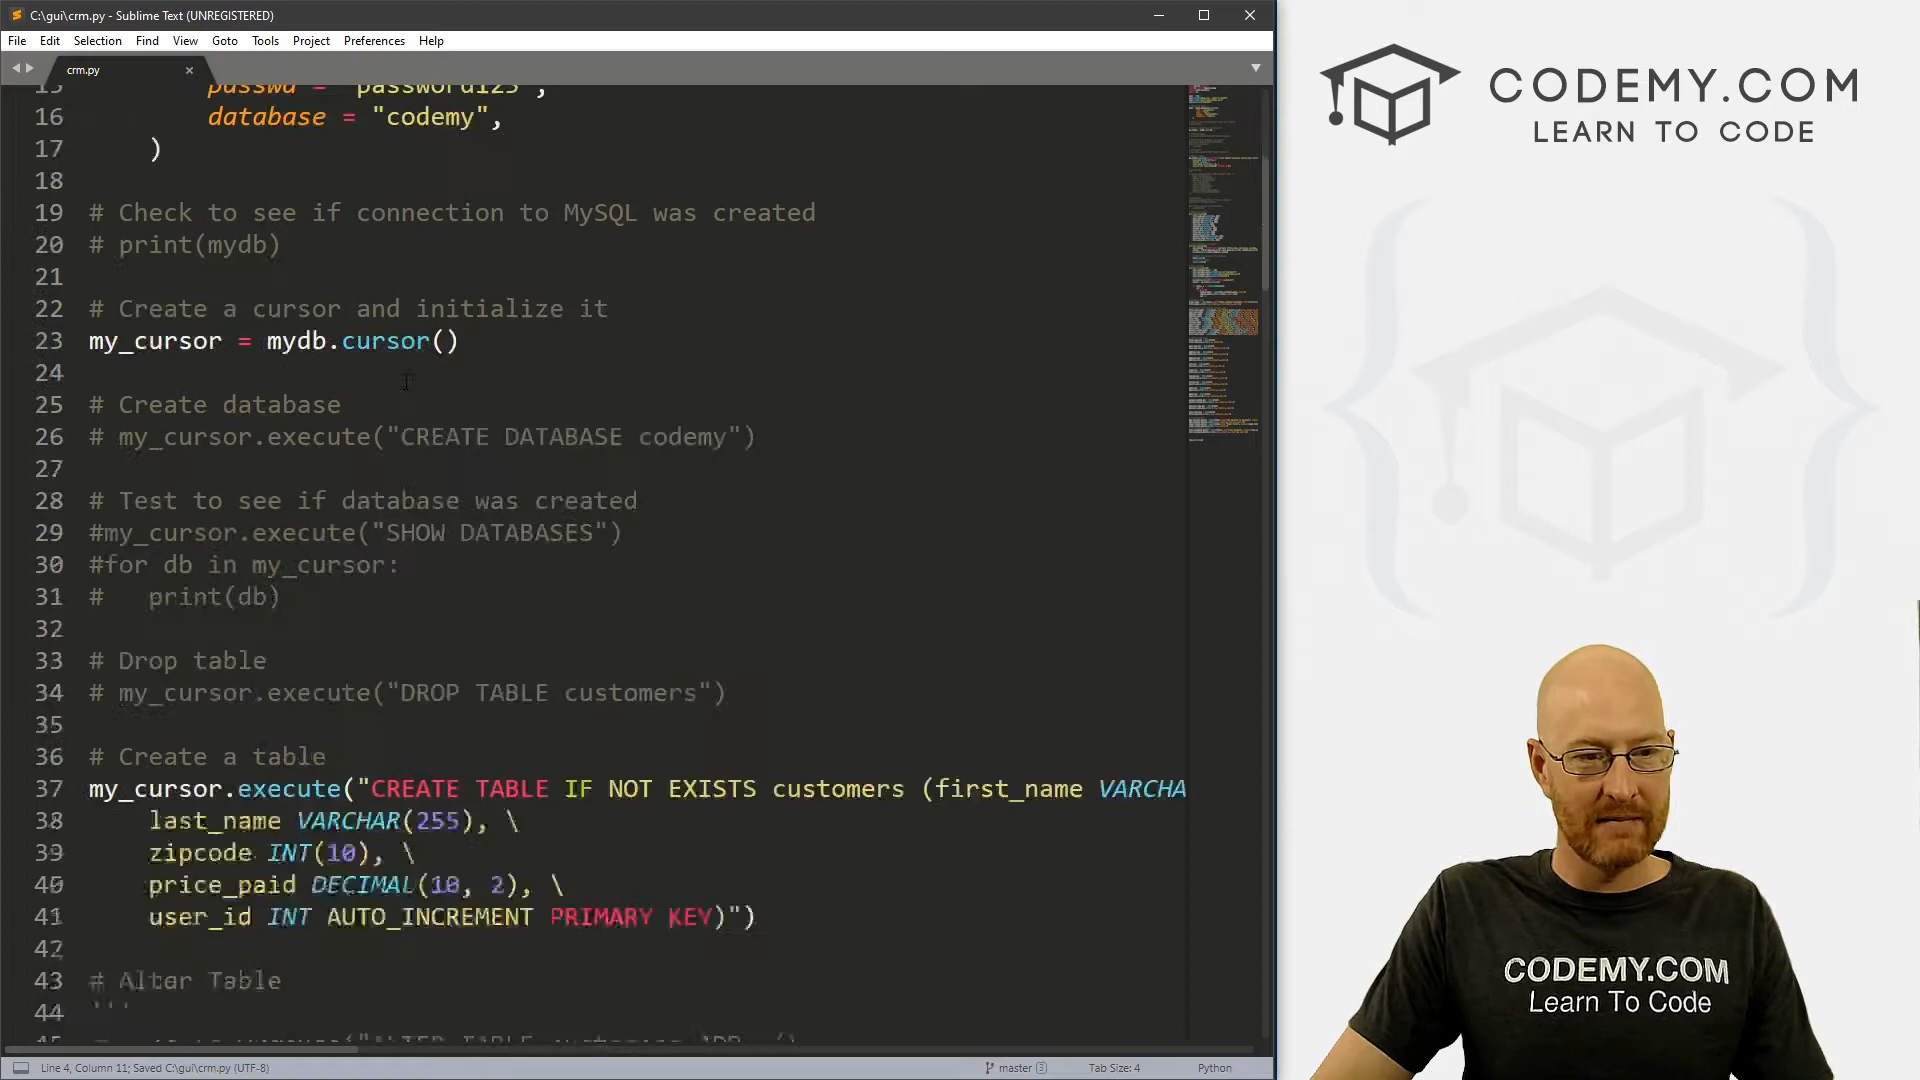 C:\gui\crm.py - Sublime Text (UNREGISTERED)
File Edit Selection Find View Goto Tools Project Preferences Help
crm.py
CODEMY.COM
LEARN TO CODE
15 passwd = "password123",
16 database = "codemy",
17 )
18
19 # Check to see if connection to MySQL was created
20 # print(mydb)
21
22 # Create a cursor and initialize it
23 my_cursor = mydb.cursor()
24
25 # Create database
26 # my_cursor.execute("CREATE DATABASE codemy")
27
28 # Test to see if database was created
29 #my_cursor.execute("SHOW DATABASES")
30 #for db in my_cursor:
31 # print(db)
32
33 # Drop table
34 # my_cursor.execute("DROP TABLE customers")
35
36 # Create a table
37 my_cursor.execute("CREATE TABLE IF NOT EXISTS customers (first_name VARCHA
38 last_name VARCHAR(255), \
39 zipcode INT(10), \
40 price_paid DECIMAL(10, 2), \
41 user_id INT AUTO_INCREMENT PRIMARY KEY)")
42
43 # Alter Table
44 '''
CODEMY.COM
Learn To Code
Line 4, Column 11; Saved C:\gui\crm.py (UTF-8) master (3) Tab Size: 4 Python